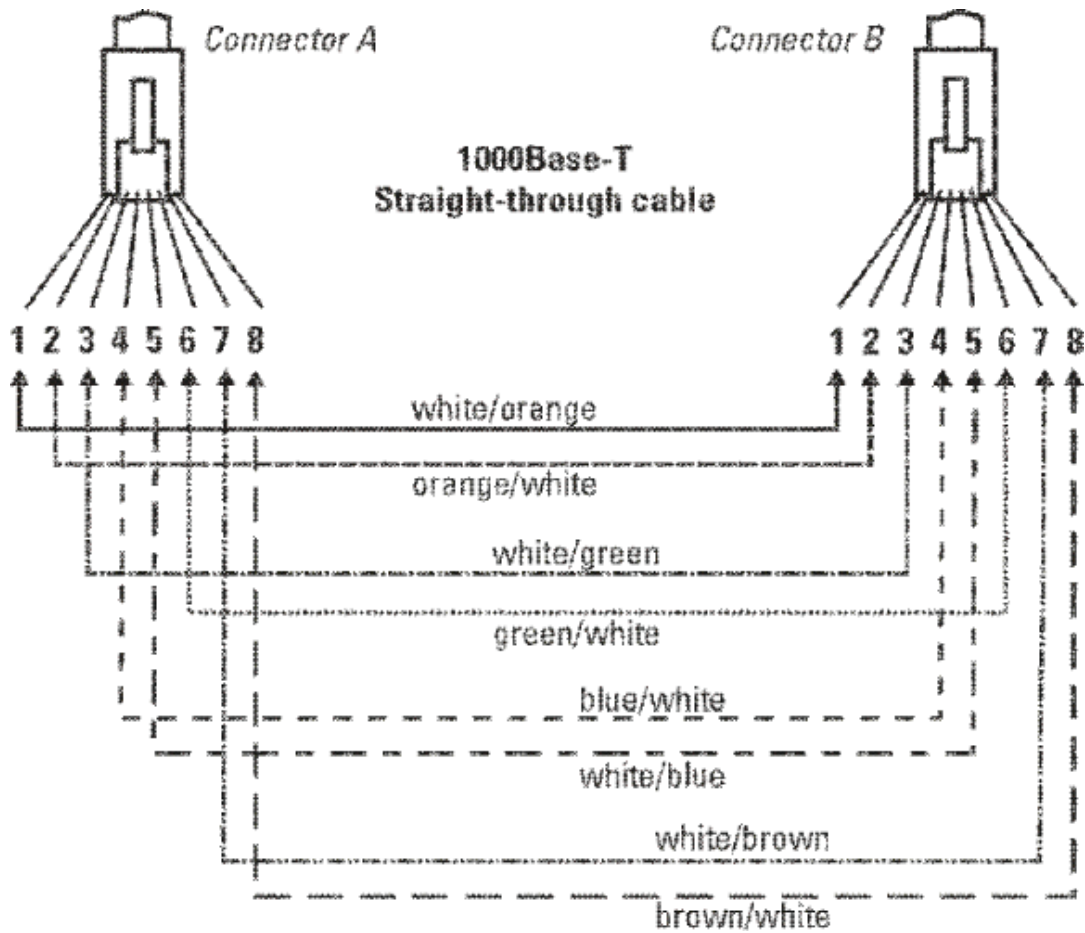 Connector A
Connector B
1000Base-T
Straight-through cable
1 2 3 4 5 6 7 8
1 2 3 4 5 6 7 8
white/orange
orange/white
white/green
green/white
blue/white
white/blue
white/brown
brown/white